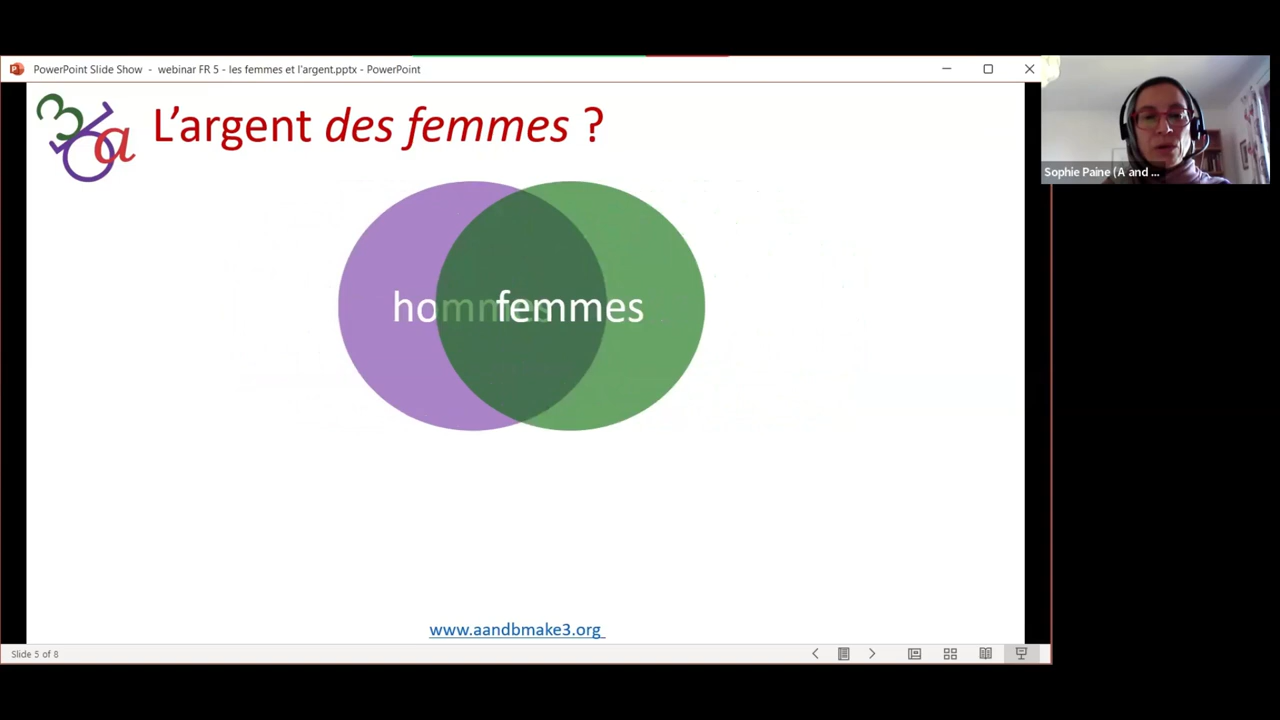 PowerPoint Slide Show - webinar FR 5 - les femmes et l'argent.pptx - PowerPoint
L'argent des femmes ?
hommes
femmes
www.aandbmake3.org
Slide 5 of 8
Sophie Paine (A and ...